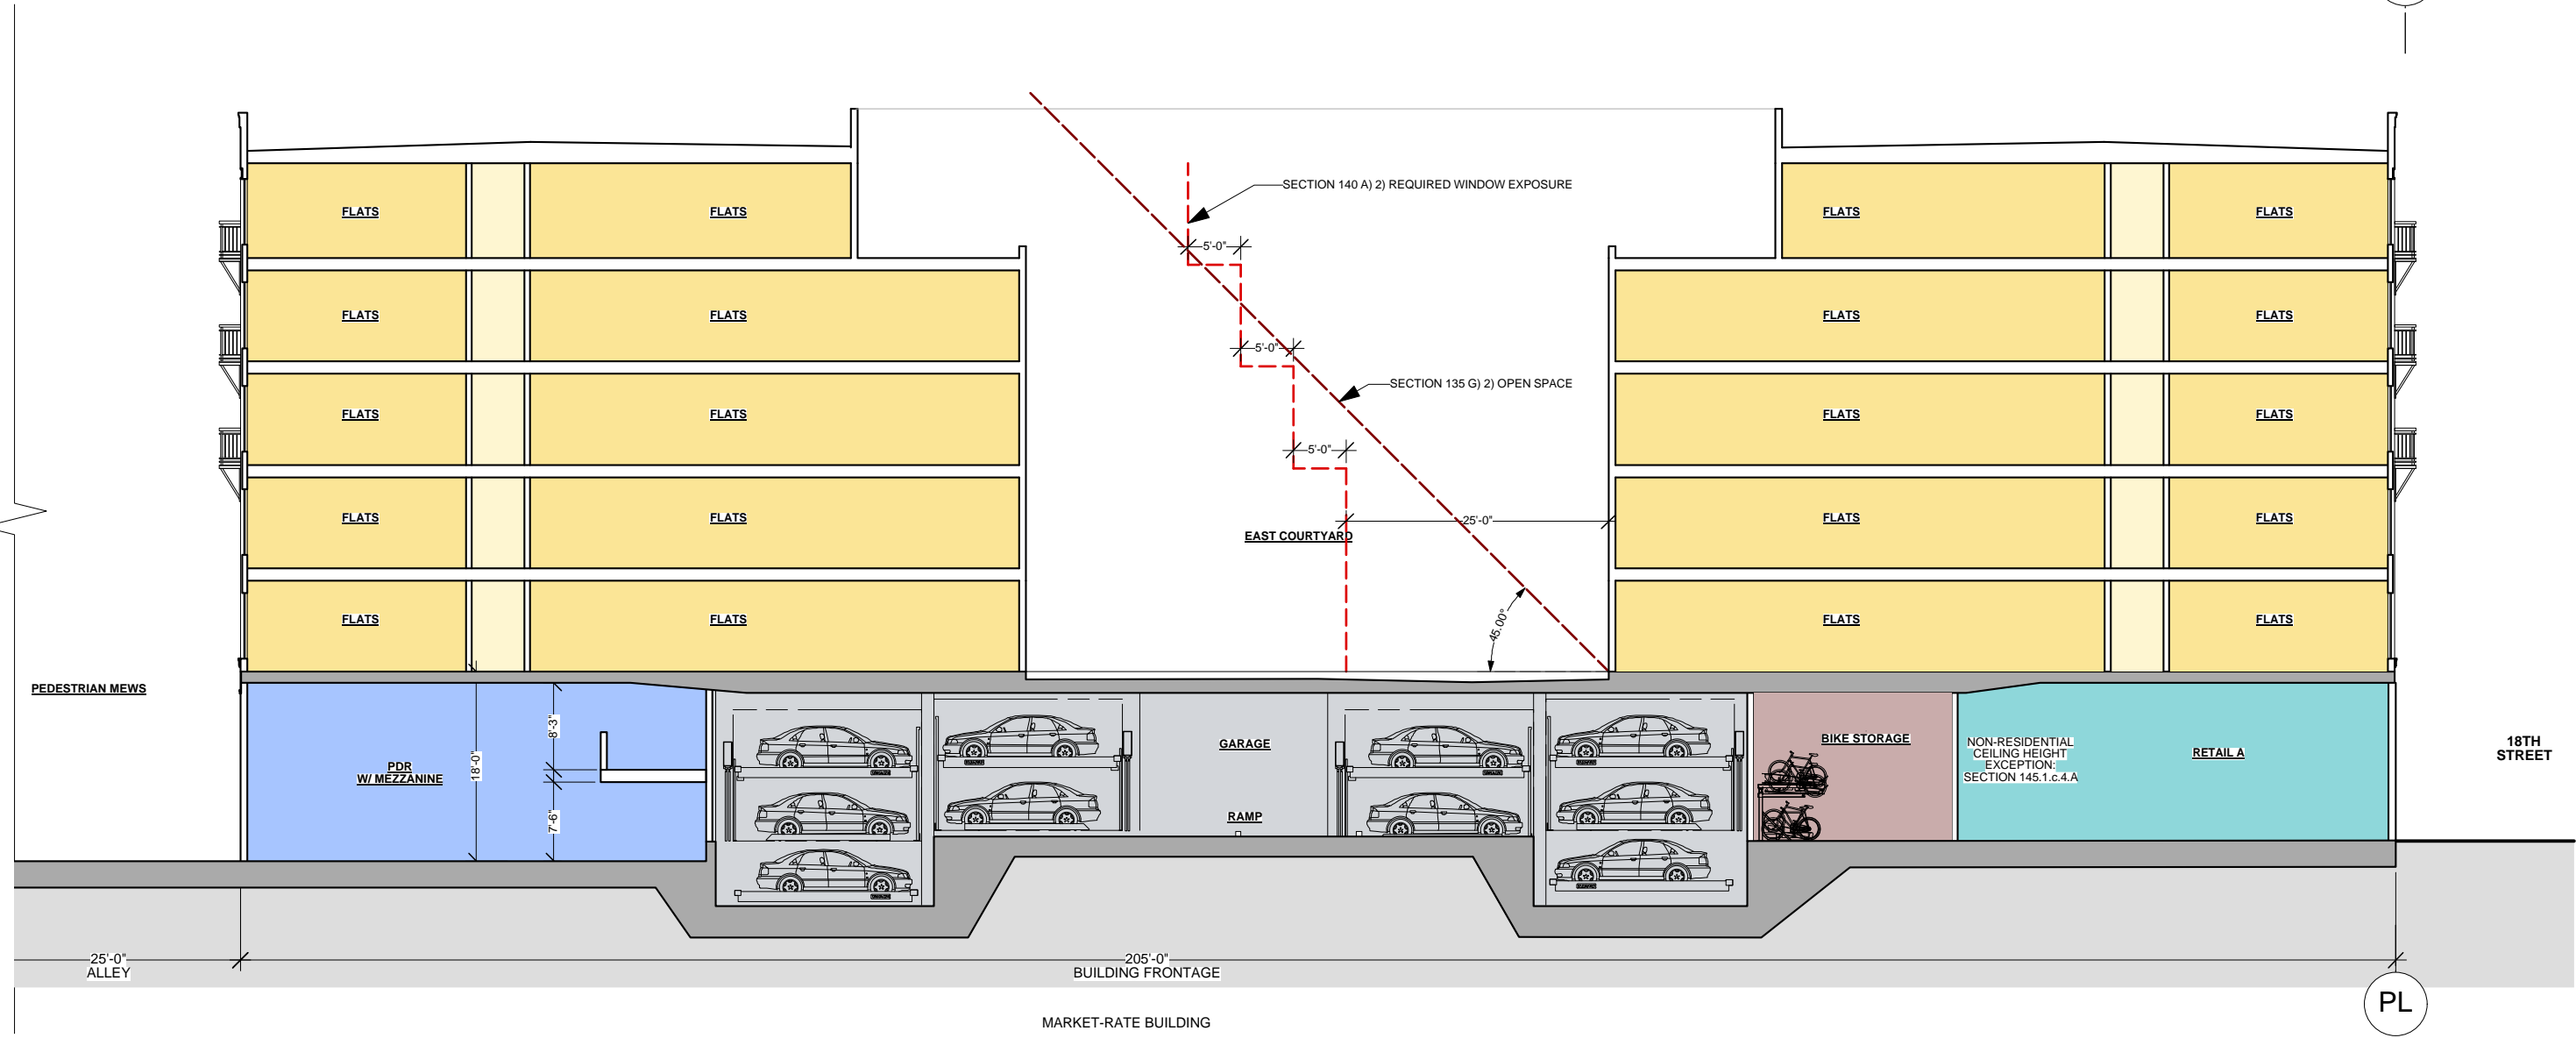 SECTION 140 A) 2) REQUIRED WINDOW EXPOSURE
FLATS
FLATS
FLATS
FLATS
5'-0"
FLATS
FLATS
FLATS
FLATS
5'-0"
SECTION 135 G) 2) OPEN SPACE
FLATS
FLATS
FLATS
FLATS
5'-0"
FLATS
FLATS
25'-0"
FLATS
FLATS
EAST COURTYARD
FLATS
FLATS
45.00°
FLATS
FLATS
PEDESTRIAN MEWS
8'-3"
18'-0"
7'-6"
PDR
W/ MEZZANINE
GARAGE
RAMP
BIKE STORAGE
NON-RESIDENTIAL
CEILING HEIGHT
EXCEPTION:
SECTION 145.1.c.4.A
RETAIL A
18TH
STREET
25'-0"
ALLEY
205'-0"
BUILDING FRONTAGE
PL
MARKET-RATE BUILDING